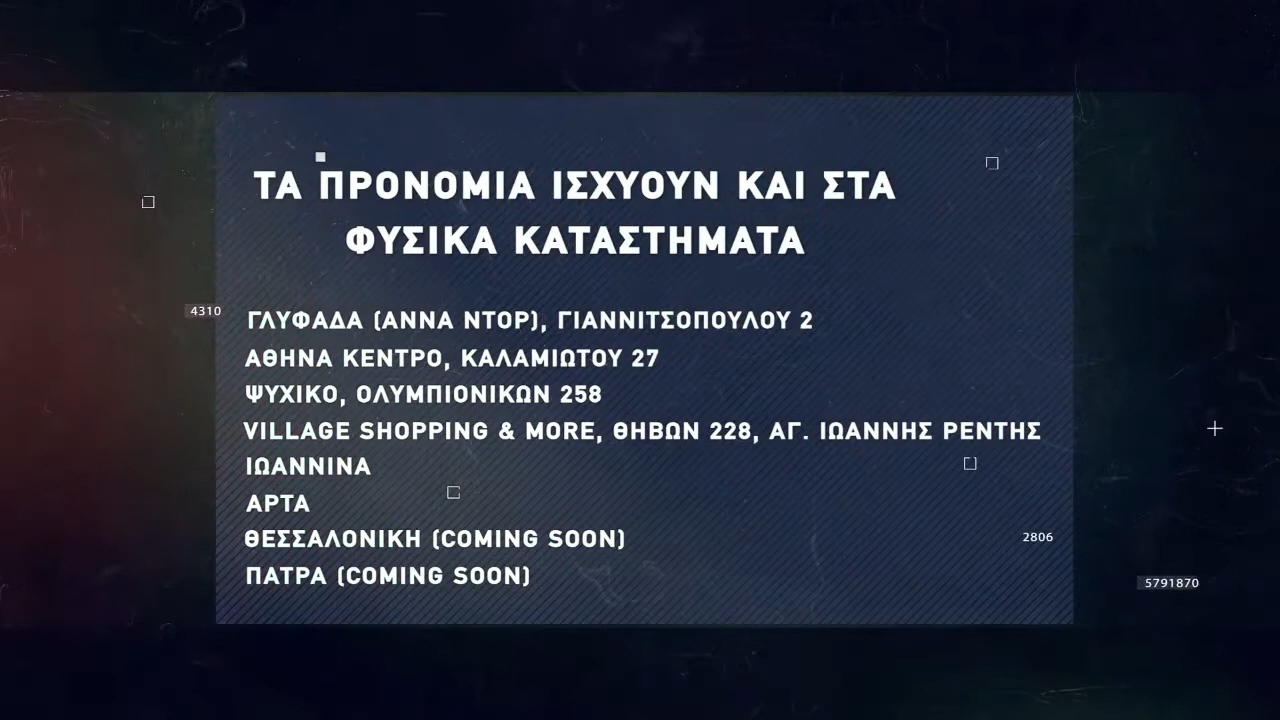 ΤΑ ΠΡΟΝΟΜΙΑ ΙΣΧΥΟΥΝ ΚΑΙ ΣΤΑ
ΦΥΣΙΚΑ ΚΑΤΑΣΤΗΜΑΤΑ
4310
ΓΛΥΦΑΔΑ (ΑΝΝΑ ΝΤΟΡ), ΓΙΑΝΝΙΤΣΟΠΟΥΛΟΥ 2
ΑΘΗΝΑ ΚΕΝΤΡΟ, ΚΑΛΑΜΙΩΤΟΥ 27
ΨΥΧΙΚΟ, ΟΛΥΜΠΙΟΝΙΚΩΝ 258
VILLAGE SHOPPING & MORE, ΘΗΒΩΝ 228, ΑΓ. ΙΩΑΝΝΗΣ ΡΕΝΤΗΣ
ΙΩΑΝΝΙΝΑ
ΑΡΤΑ
ΘΕΣΣΑΛΟΝΙΚΗ (COMING SOON)
2806
ΠΑΤΡΑ (COMING SOON)
5791870